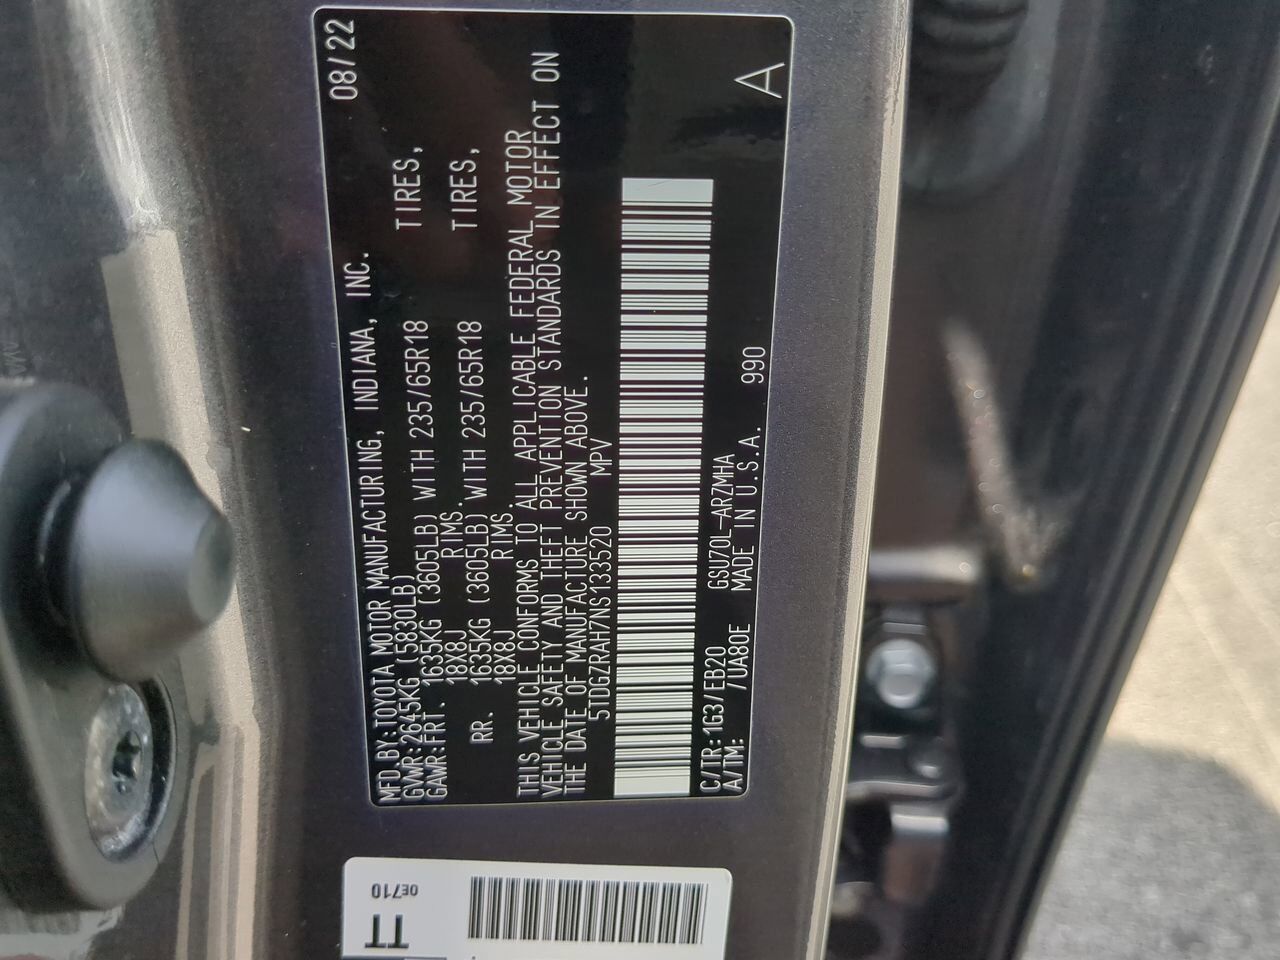 MFD.BY:TOYOTA MOTOR MANUFACTURING, INDIANA, INC. 08/22
GVWR:2645KG (5830LB)
GAWR:FRT. 1635KG (3605LB) WITH 235/65R18 TIRES,
18X8J RIMS.
RR. 1635KG (3605LB) WITH 235/65R18 TIRES,
18X8J RIMS.
THIS VEHICLE CONFORMS TO ALL APPLICABLE FEDERAL MOTOR
VEHICLE SAFETY AND THEFT PREVENTION STANDARDS IN EFFECT ON
THE DATE OF MANUFACTURE SHOWN ABOVE.
5TDGZRAH7NS133520 MPV
C/TR:1G3/EB20 GSU70L-ARZMHA
A/TM: /UA80E MADE IN U.S.A. 990 A
0E710